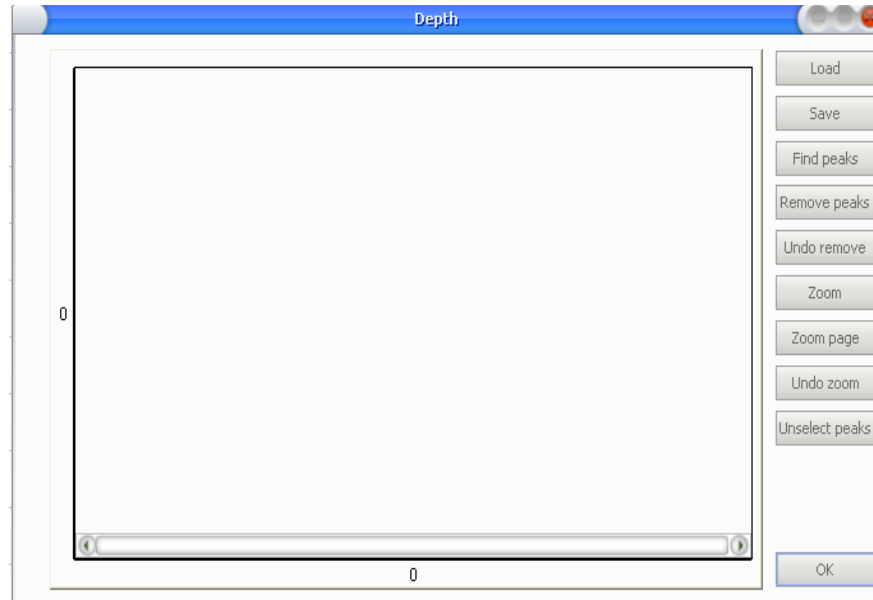 Depth
Load
Save
Find peaks
Remove peaks
Undo remove
Zoom
0
Zoom page
Undo zoom
Unselect peaks
OK
0